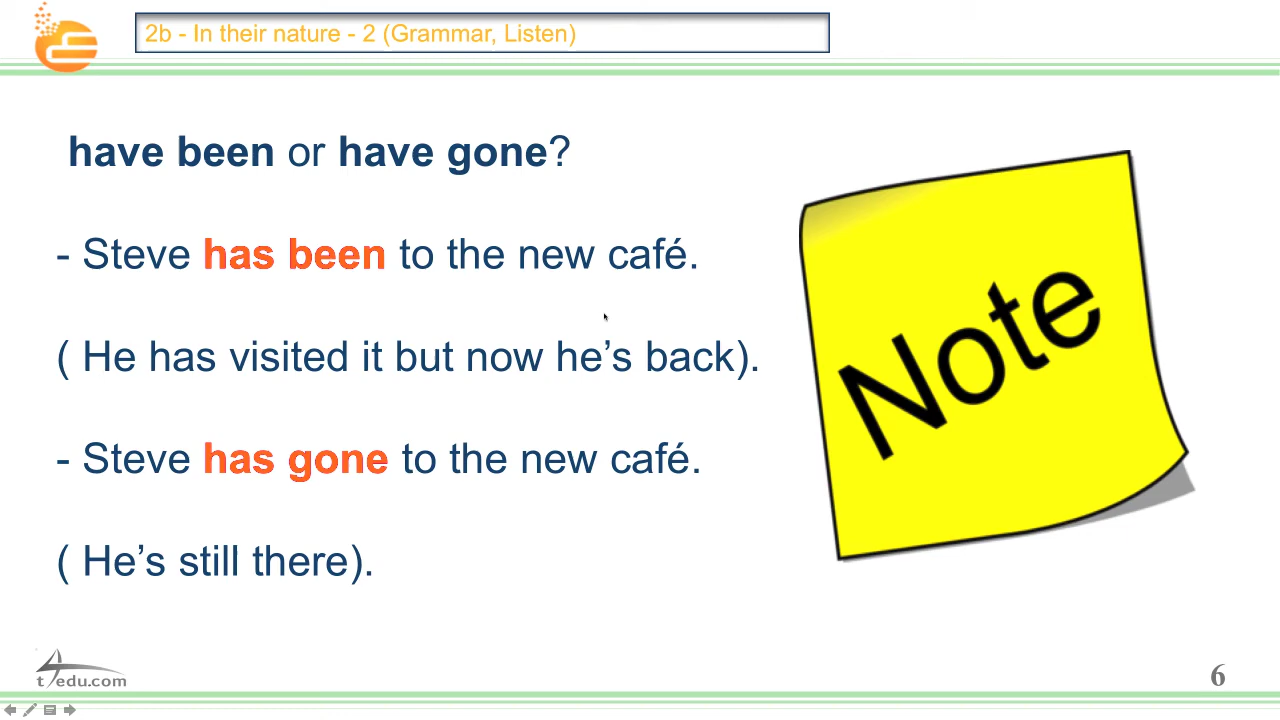 2b - In their nature - 2 (Grammar, Listen)
have been or have gone?
- Steve has been to the new café.
( He has visited it but now he’s back).
- Steve has gone to the new café.
( He’s still there).
Note
t4edu.com
6